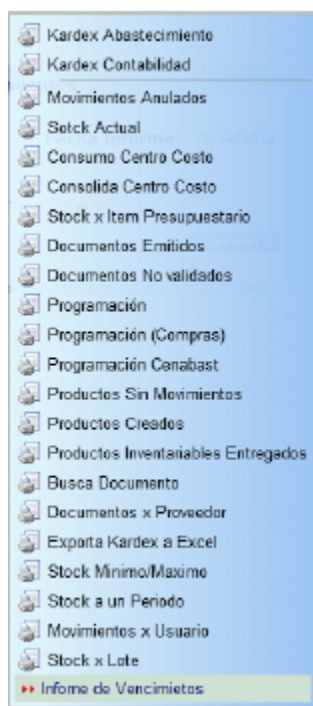 Kardex Abastecimiento
Kardex Contabilidad
Movimientos Anulados
Sotck Actual
Consumo Centro Costo
Consolida Centro Costo
Stock x Item Presupuestario
Documentos Emitidos
Documentos No validados
Programación
Programación (Compras)
Programación Cenabast
Productos Sin Movimientos
Productos Creados
Productos Inventariables Entregados
Busca Documento
Documentos x Proveedor
Exporta Kardex a Excel
Stock Minimo/Maximo
Stock a un Periodo
Movimientos x Usuario
Stock x Lote
Infome de Vencimietos